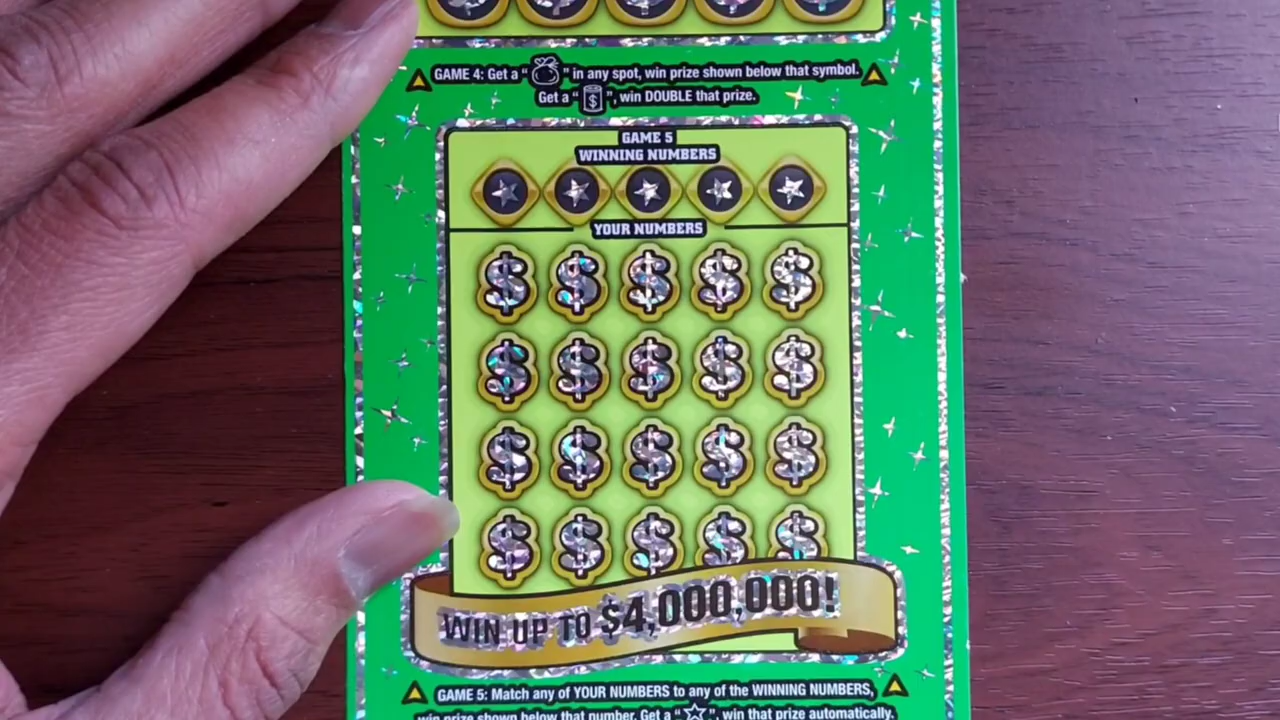 GAME 4: Get a " " in any spot, win prize shown below that symbol.
Get a "$", win DOUBLE that prize.
GAME 5
WINNING NUMBERS
YOUR NUMBERS
$ $ $ $ $
$ $ $ $ $
$ $ $ $ $
$ $ $ $ $
WIN UP TO $4,000,000!
GAME 5: Match any of YOUR NUMBERS to any of the WINNING NUMBERS,
win prize shown below that number. Get a "☆", win that prize automatically.